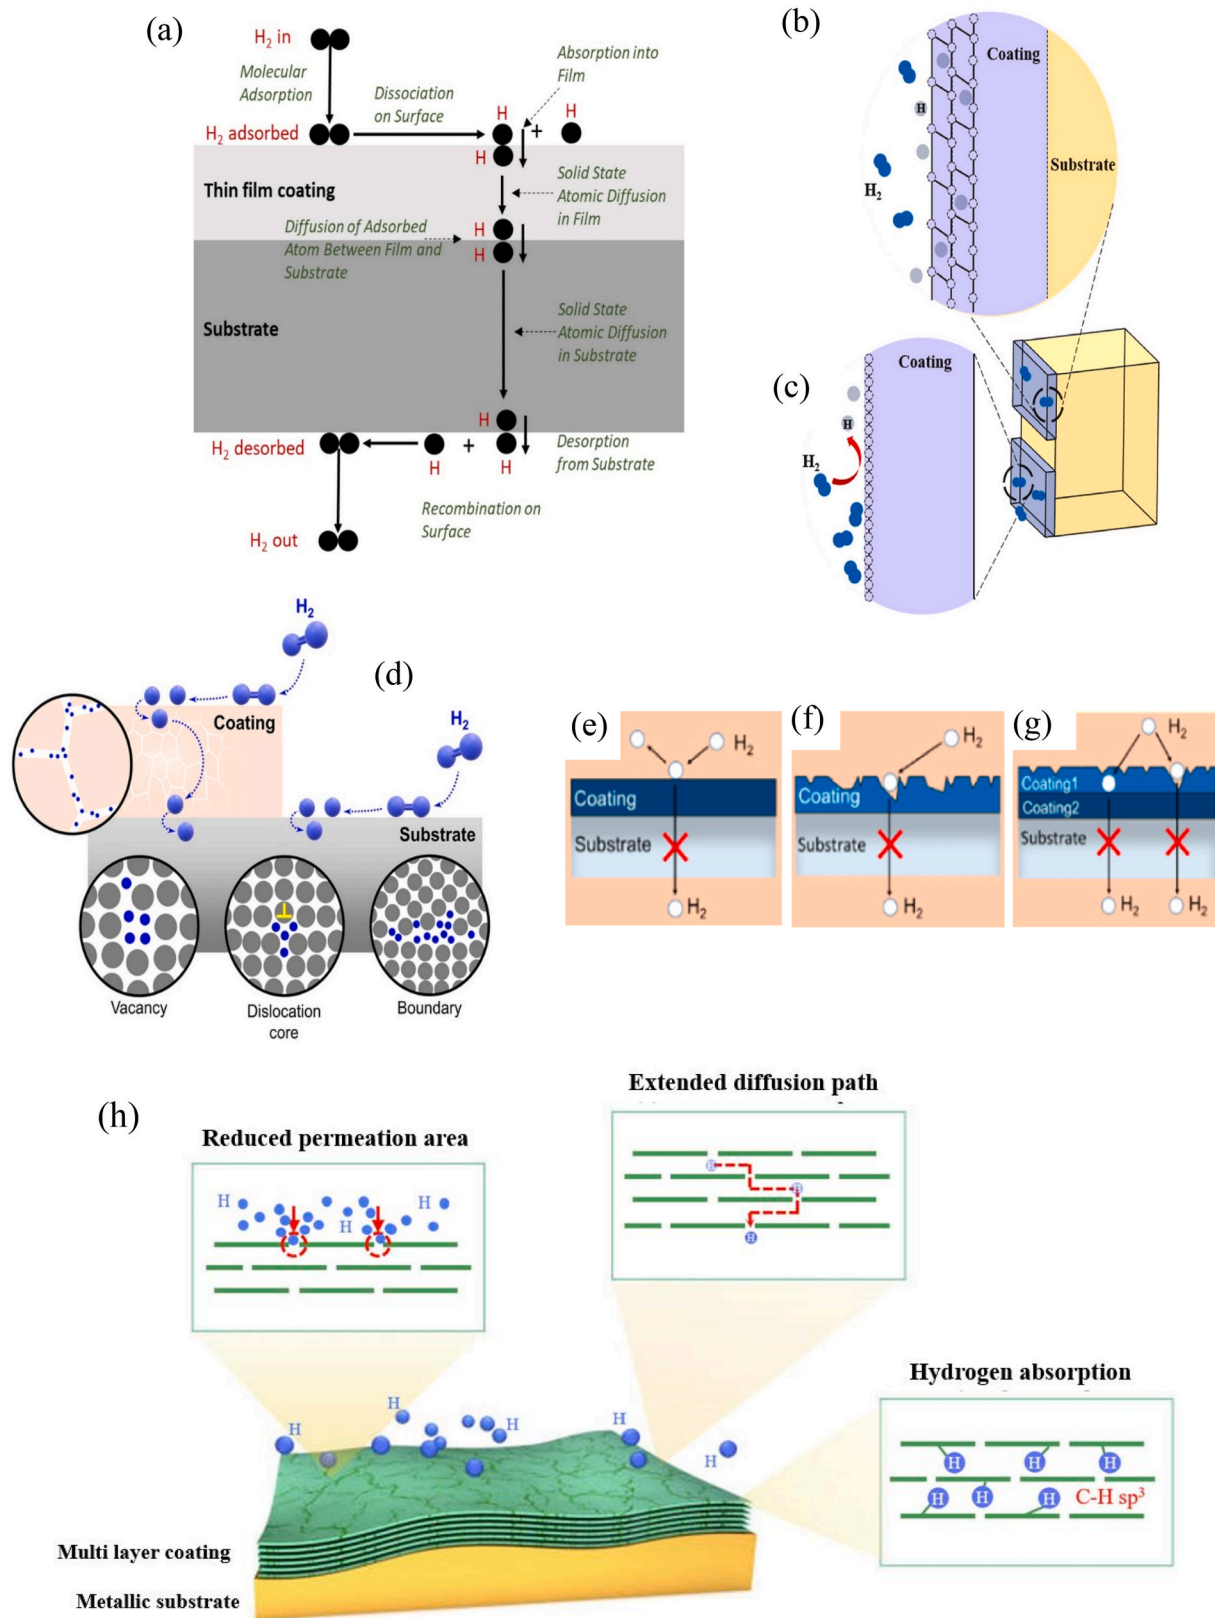 (a)
H2 in
Molecular
Adsorption
Dissociation
on Surface
Absorption into
Film
H2 adsorbed
H
+
H
H
Thin film coating
Solid State
Atomic Diffusion
in Film
Diffusion of Adsorbed
Atom Between Film and
Substrate
H
H
Substrate
Solid State
Atomic Diffusion
in Substrate
H
H2 desorbed
H
+
H
Desorption
from Substrate
Recombination on
Surface
H2 out
(b)
Coating
H
Substrate
H2
(c)
Coating
H
H2
(d)
H2
Coating
H2
Substrate
Vacancy
Dislocation
core
Boundary
(e)
H2
Coating
Substrate
H2
(f)
H2
Coating
Substrate
H2
(g)
H2
Coating1
Coating2
Substrate
H2
H2
(h)
Reduced permeation area
H
H
H
Extended diffusion path
H
H
H
Hydrogen absorption
H
H
H
H
H
H
C-H sp³
H
H
H
H
H
Multi layer coating
Metallic substrate